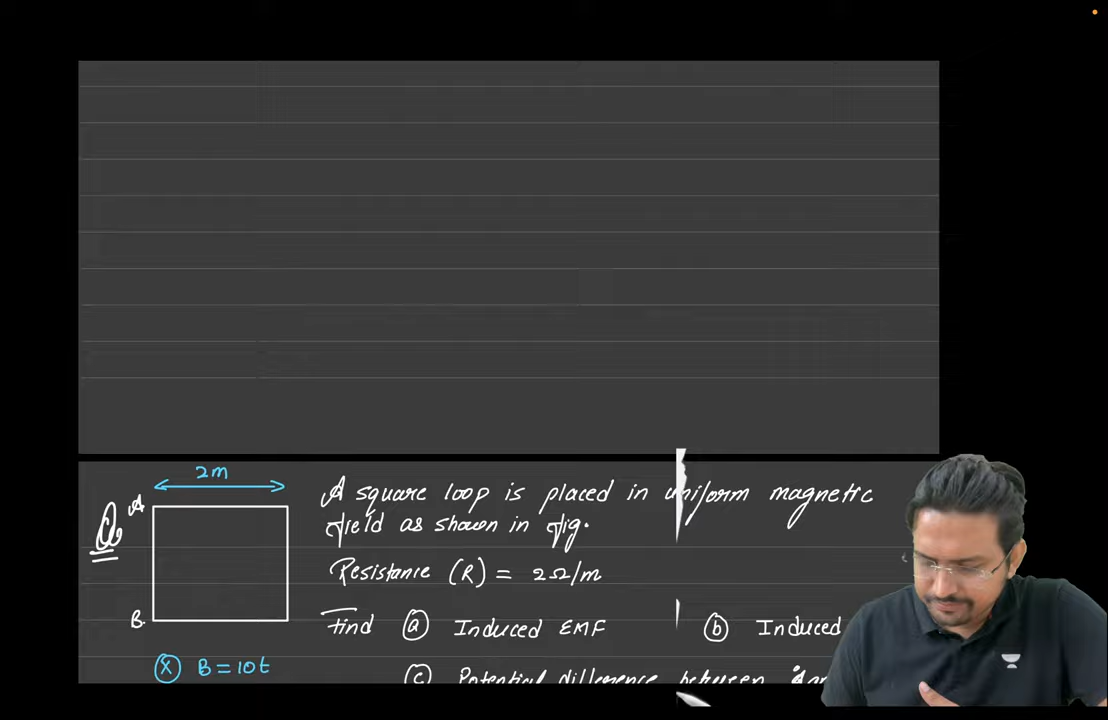 2m
A
Q
A square loop is placed in uniform magnetic
field as shown in fig.
Resistance (R) = 2Ω/m
B
Find (a) Induced EMF (b) Induced
(X) B = 10t
(c) Potential difference between